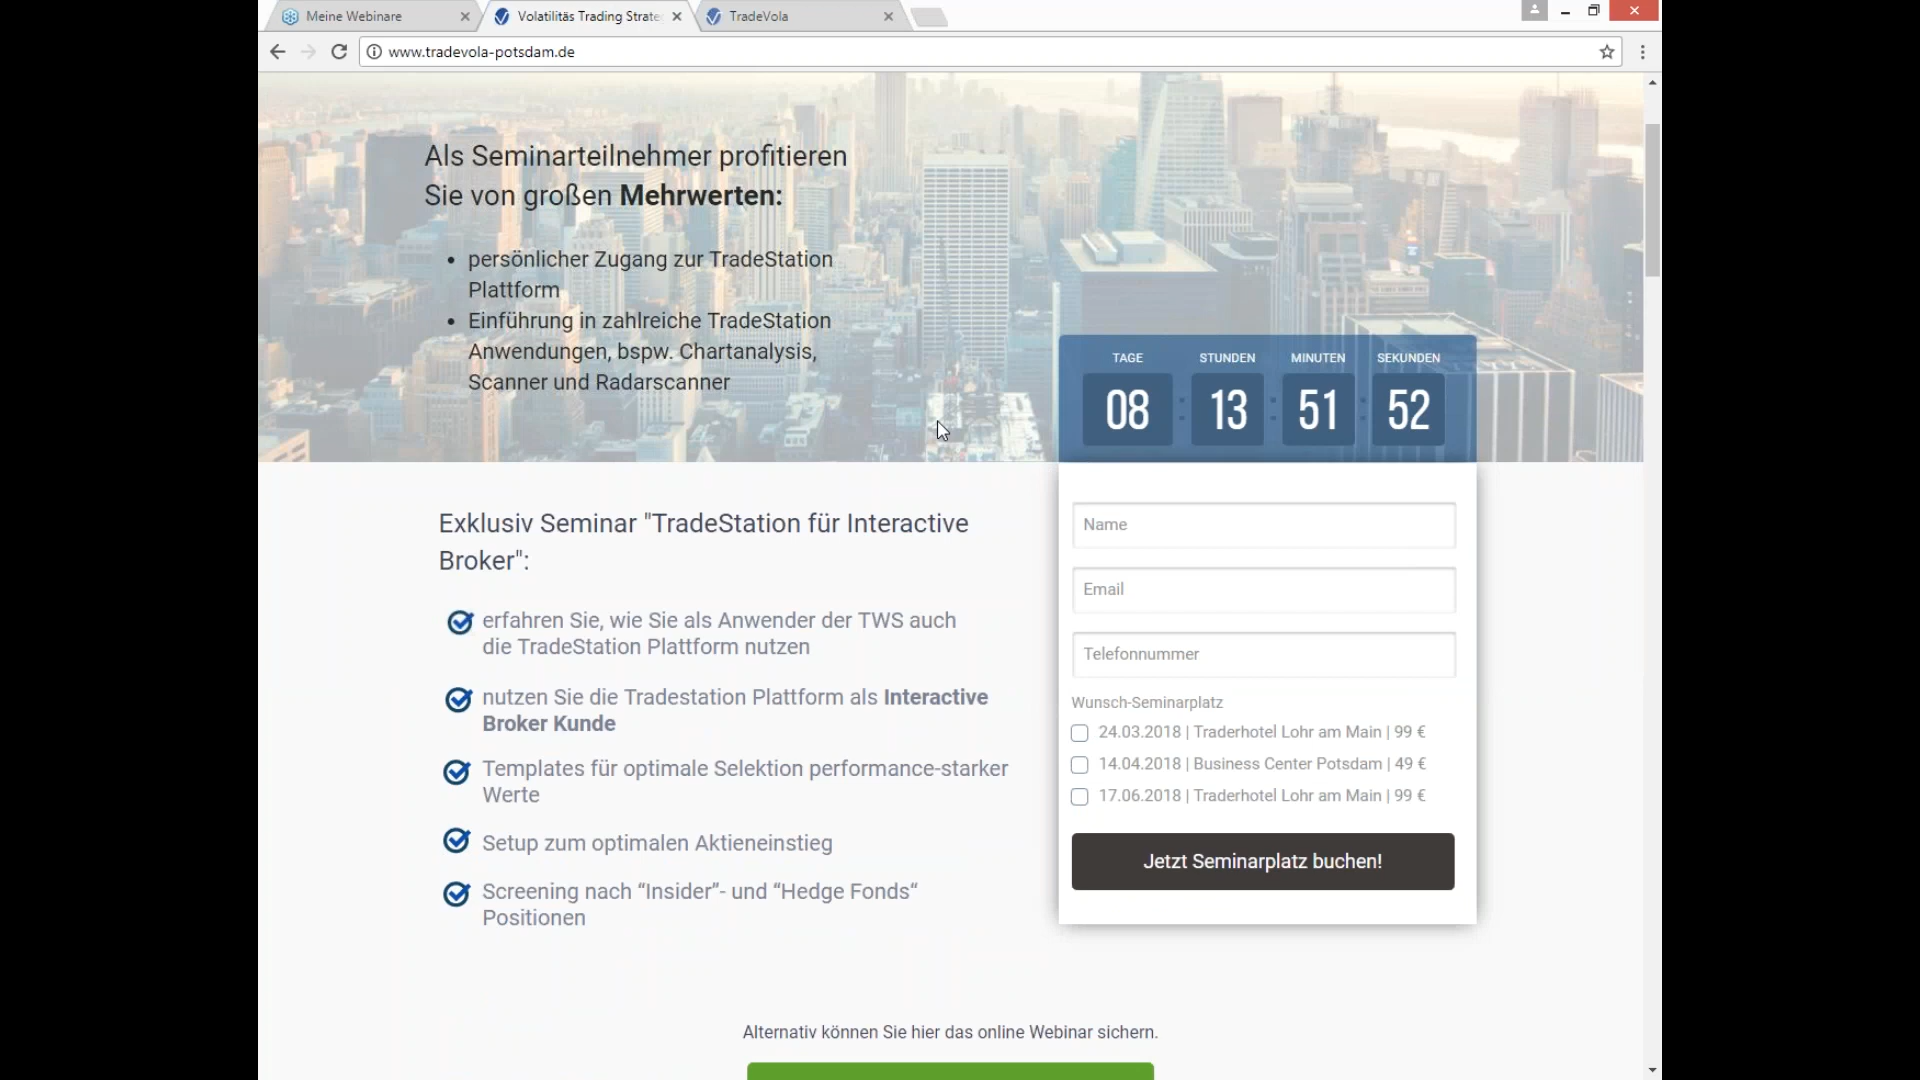 Meine Webinare
Volatilitäs Trading Strate
TradeVola
www.tradevola-potsdam.de
Als Seminarteilnehmer profitieren
Sie von großen Mehrwerten:
• persönlicher Zugang zur TradeStation
Plattform
• Einführung in zahlreiche TradeStation
Anwendungen, bspw. Chartanalysis,
Scanner und Radarscanner
TAGE STUNDEN MINUTEN SEKUNDEN
08 : 13 : 51 : 52
Exklusiv Seminar "TradeStation für Interactive
Broker":
erfahren Sie, wie Sie als Anwender der TWS auch
die TradeStation Plattform nutzen
nutzen Sie die Tradestation Plattform als Interactive
Broker Kunde
Templates für optimale Selektion performance-starker
Werte
Setup zum optimalen Aktieneinstieg
Screening nach “Insider”- und “Hedge Fonds“
Positionen
Name
Email
Telefonnummer
Wunsch-Seminarplatz
24.03.2018 | Traderhotel Lohr am Main | 99 €
14.04.2018 | Business Center Potsdam | 49 €
17.06.2018 | Traderhotel Lohr am Main | 99 €
Jetzt Seminarplatz buchen!
Alternativ können Sie hier das online Webinar sichern.